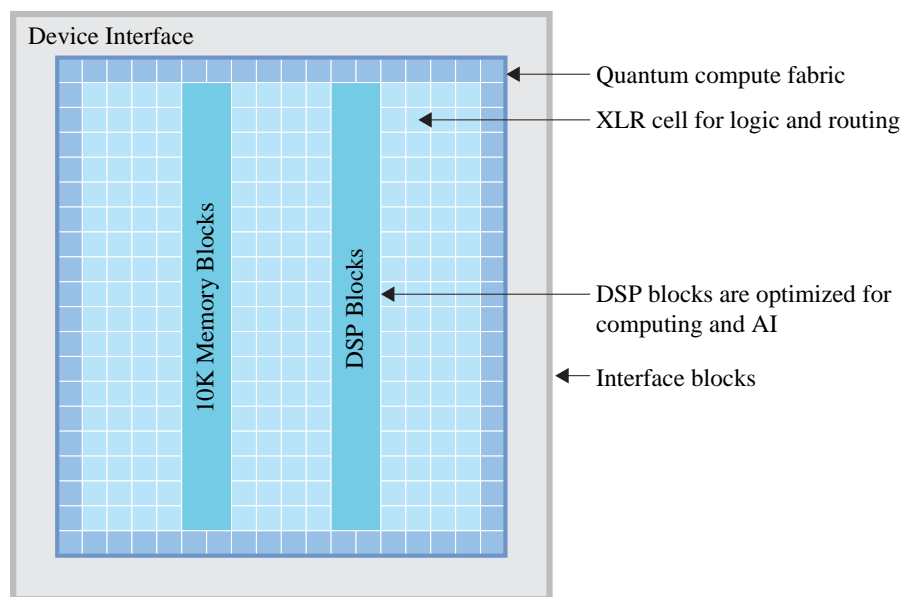 Device Interface
Quantum compute fabric
XLR cell for logic and routing
10K Memory Blocks
DSP Blocks
DSP blocks are optimized for
computing and AI
Interface blocks